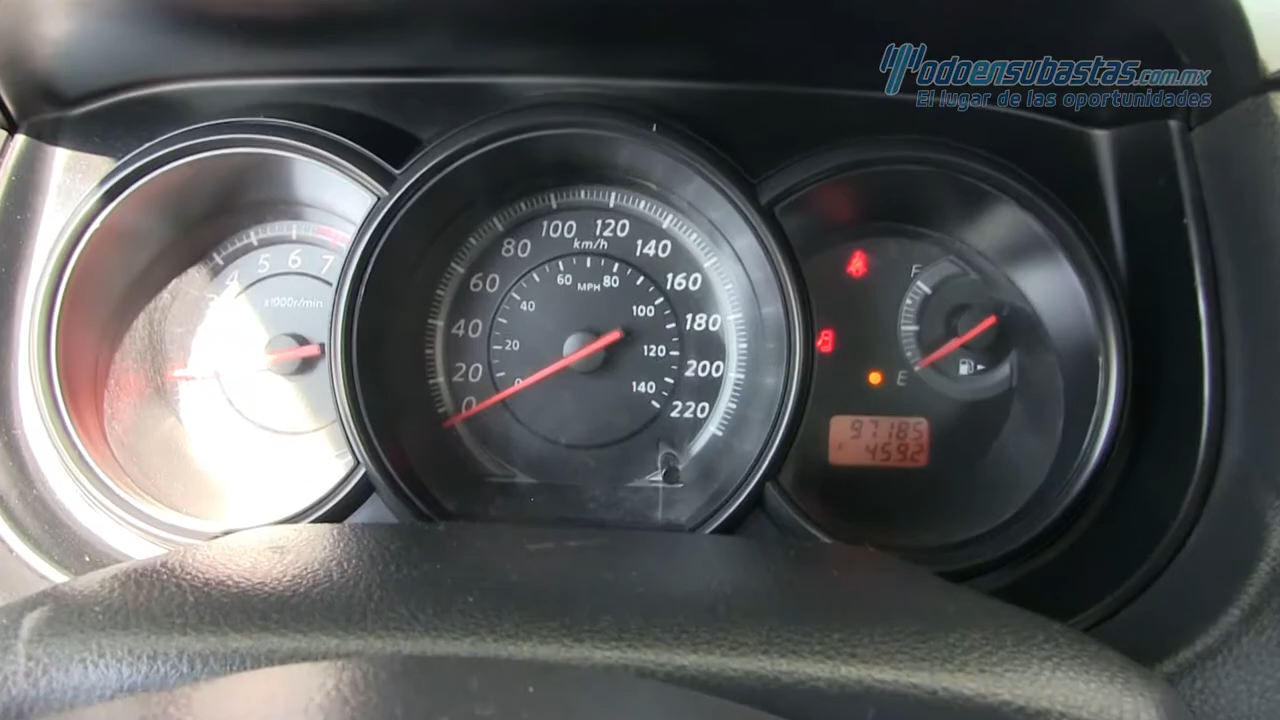 Todoensubastas.com.mx
El lugar de las oportunidades
4 5 6 7
x1000r/min
0 20 40 60 80 100 120 140 160 180 200 220
km/h
0 20 40 60 80 100 120 140
MPH
F
E
97185
4592